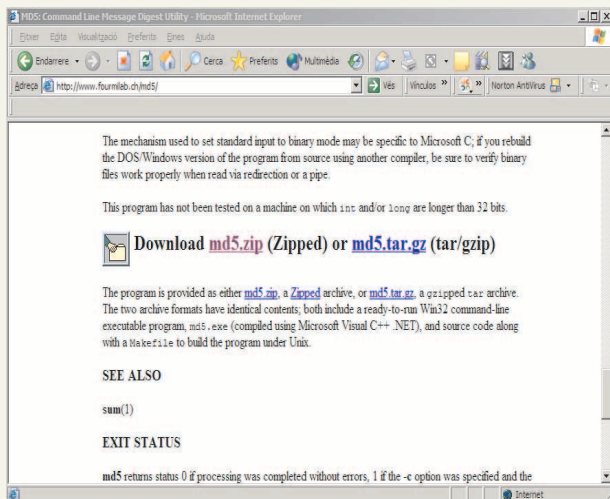 MD5: Command Line Message Digest Utility - Microsoft Internet Explorer
Fitxer Edita Visualització Preferits Eines Ajuda
Endarrere Cerca Preferits Multimèdia
Adreça http://www.fourmilab.ch/md5/ Vés Vínculos » » Norton AntiVirus
The mechanism used to set standard input to binary mode may be specific to Microsoft C; if you rebuild
the DOS/Windows version of the program from source using another compiler, be sure to verify binary
files work properly when read via redirection or a pipe.
This program has not been tested on a machine on which int and/or long are longer than 32 bits.
Download md5.zip (Zipped) or md5.tar.gz (tar/gzip)
The program is provided as either md5.zip, a Zipped archive, or md5.tar.gz, a gzipped tar archive.
The two archive formats have identical contents; both include a ready-to-run Win32 command-line
executable program, md5.exe (compiled using Microsoft Visual C++ .NET), and source code along
with a Makefile to build the program under Unix.
SEE ALSO
sum(1)
EXIT STATUS
md5 returns status 0 if processing was completed without errors, 1 if the -c option was specified and the
Internet